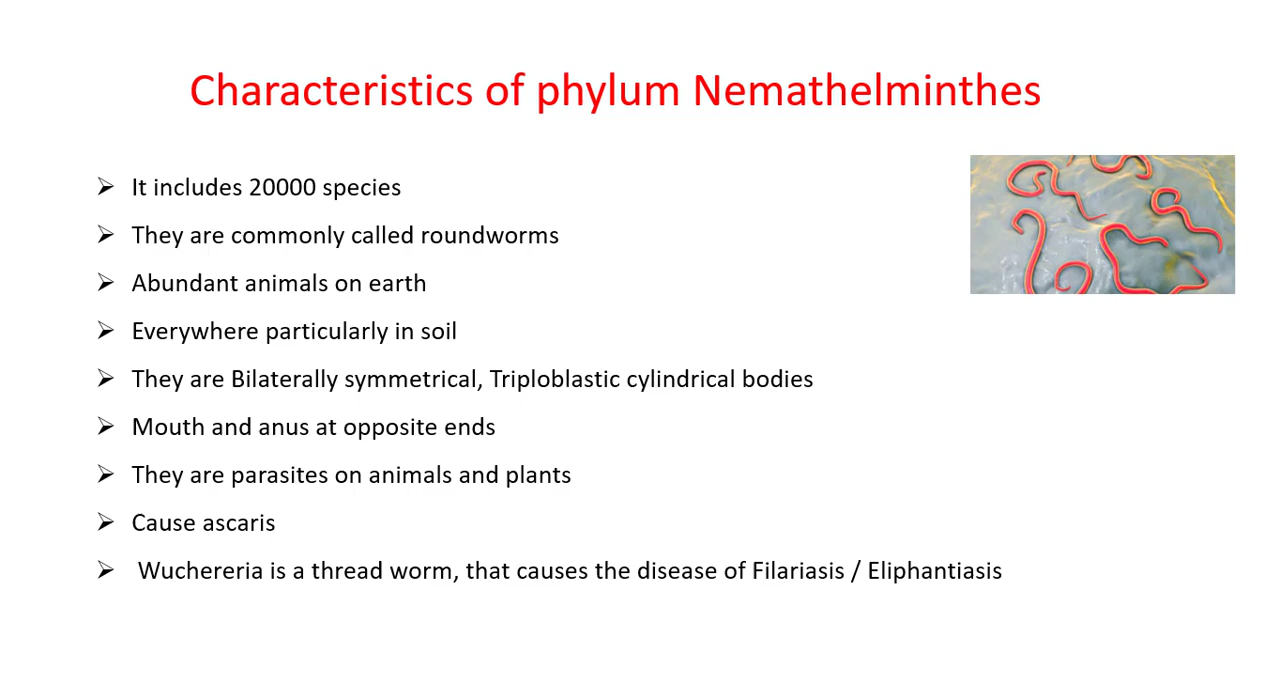 Characteristics of phylum Nemathelminthes
➢ It includes 20000 species
➢ They are commonly called roundworms
➢ Abundant animals on earth
➢ Everywhere particularly in soil
➢ They are Bilaterally symmetrical, Triploblastic cylindrical bodies
➢ Mouth and anus at opposite ends
➢ They are parasites on animals and plants
➢ Cause ascaris
➢ Wuchereria is a thread worm, that causes the disease of Filariasis / Eliphantiasis